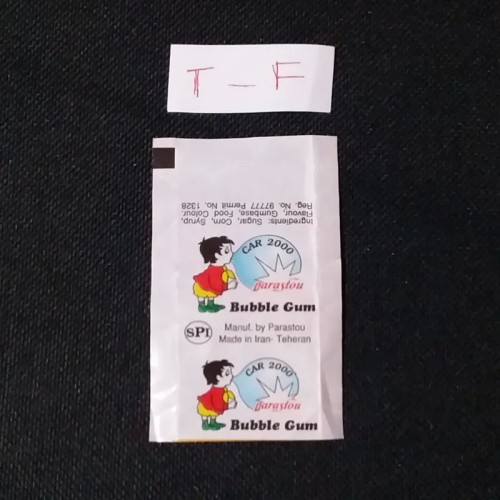 T - F
Ingredients: Sugar, Corn, Syrup,
Flavour, Gumbase, Food Colour,
Reg. No. 97777 Permit No. 1328
CAR 2000
parastou
Bubble Gum
SPI
Manuf. by Parastou
Made in Iran- Teheran
CAR 2000
parastou
Bubble Gum